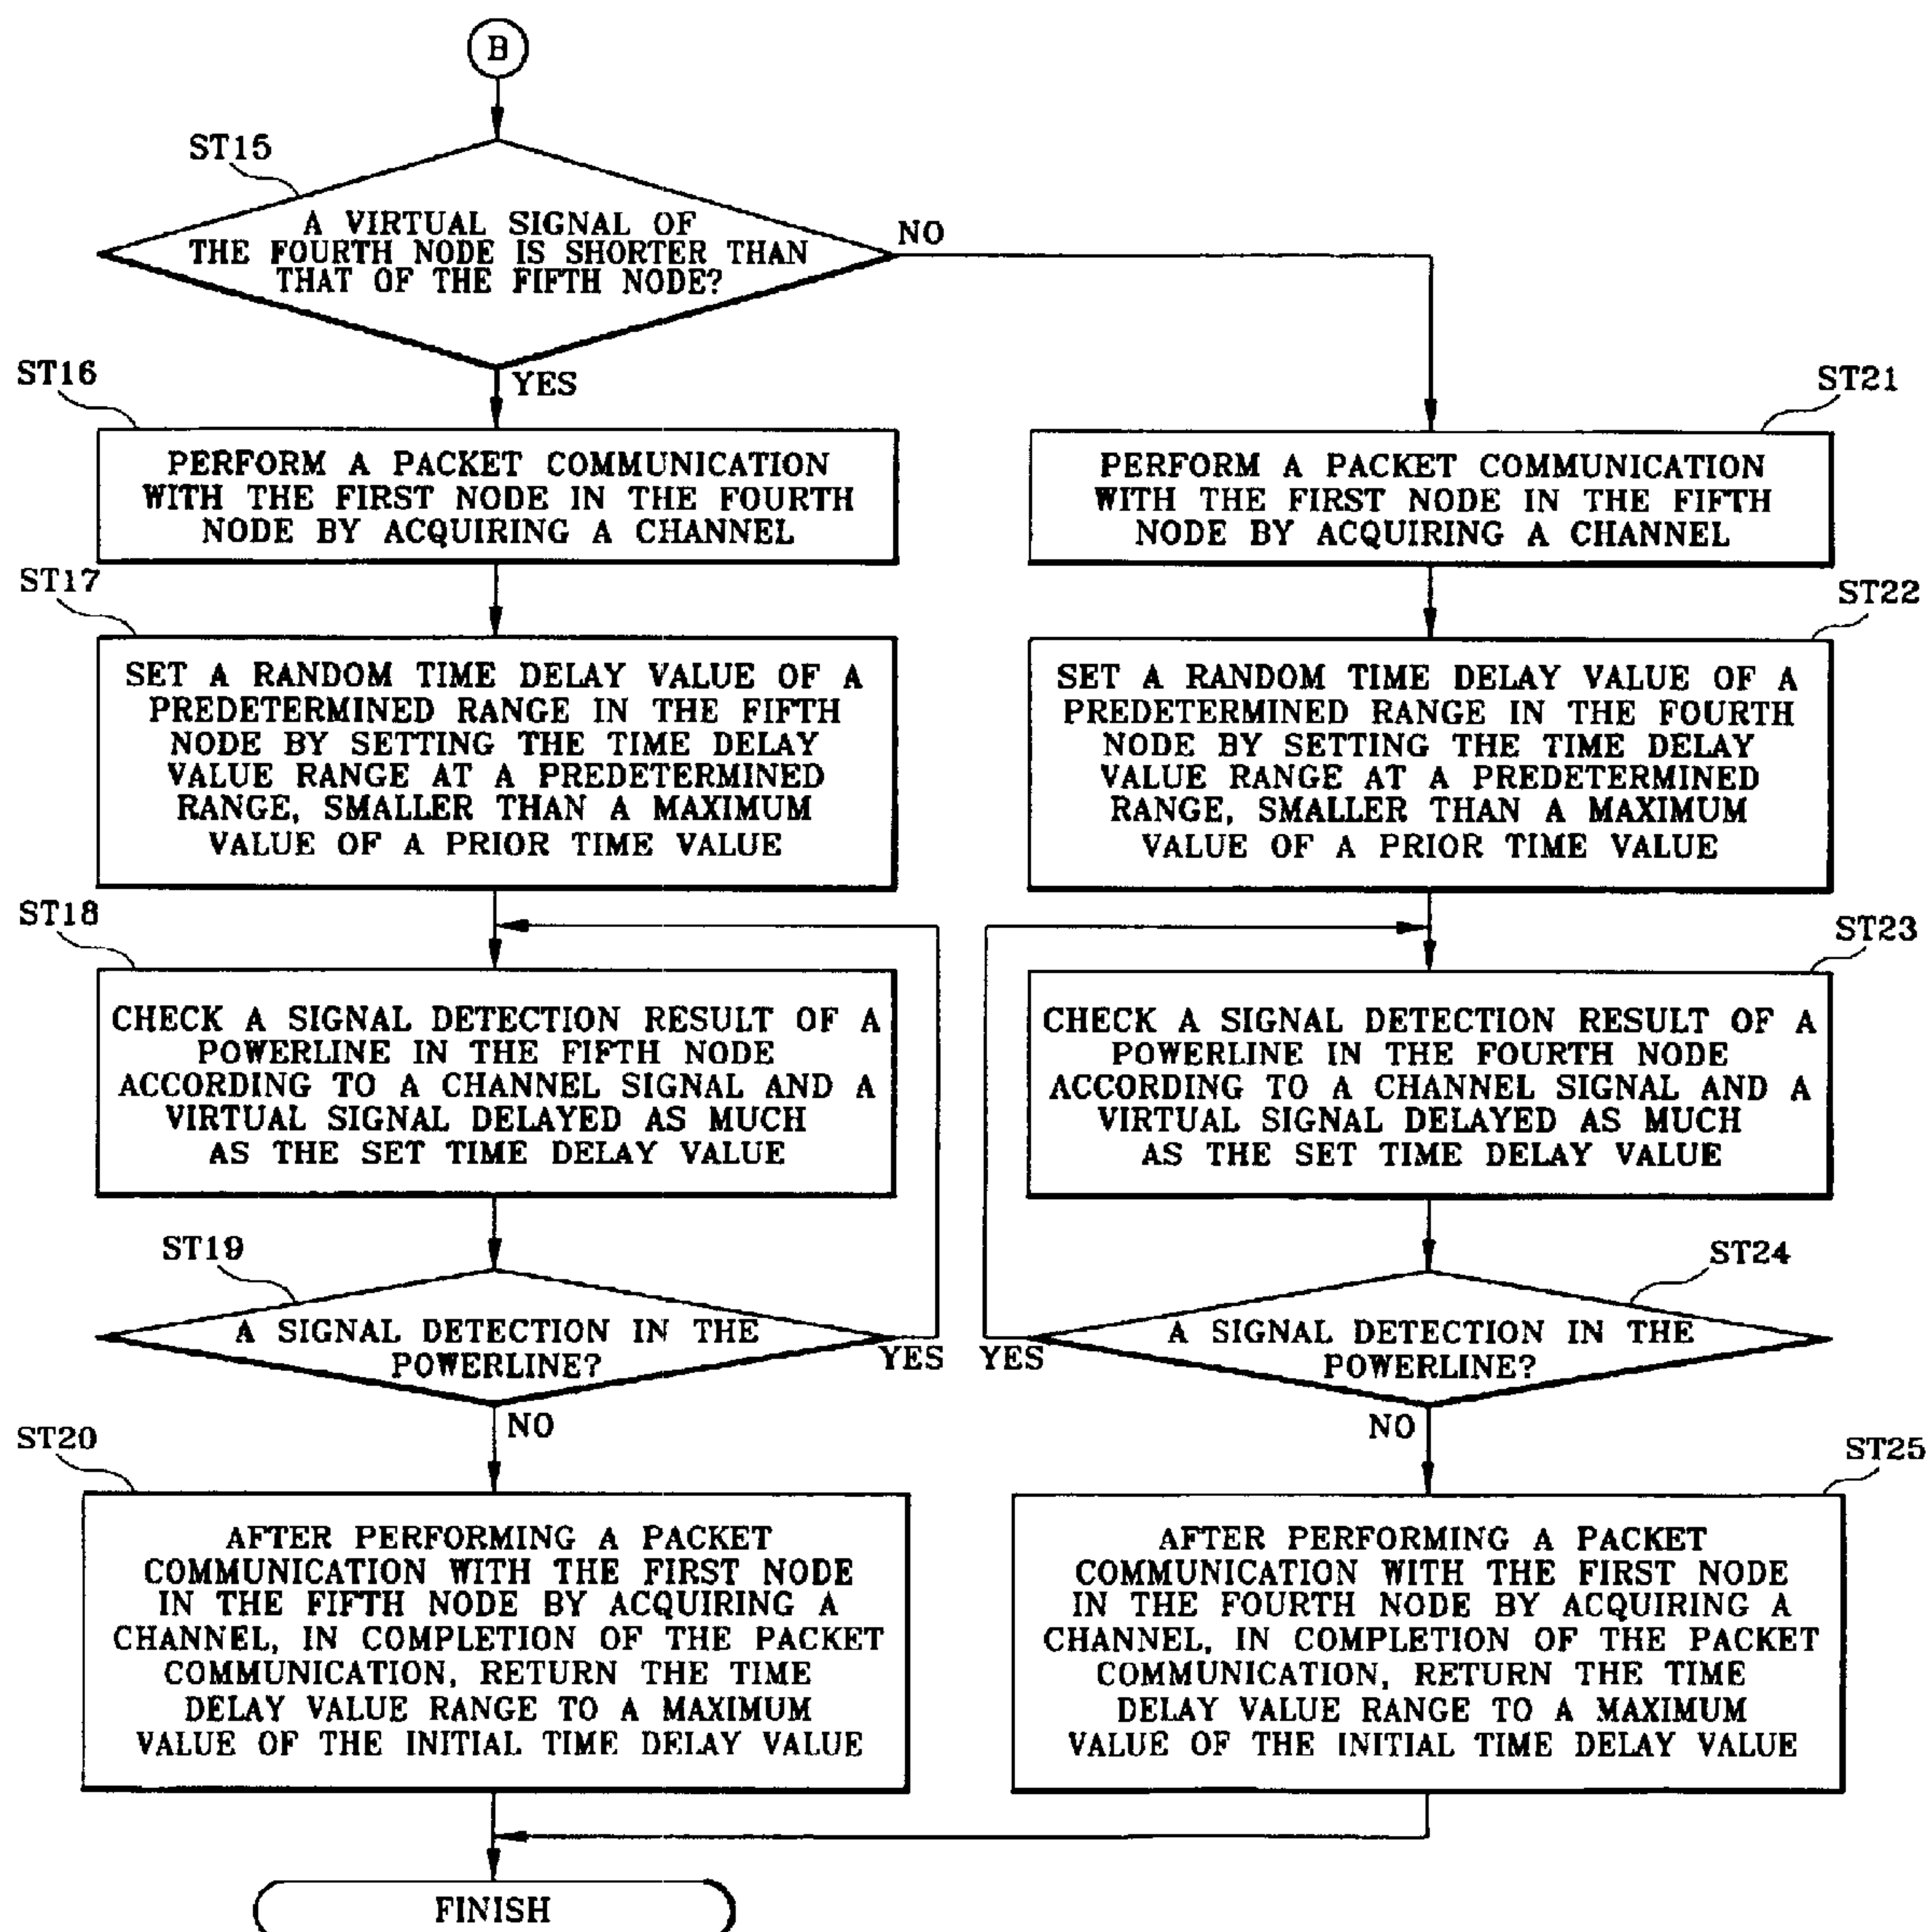 B
ST15
A VIRTUAL SIGNAL OF
THE FOURTH NODE IS SHORTER THAN
THAT OF THE FIFTH NODE?
NO
YES
ST16
PERFORM A PACKET COMMUNICATION
WITH THE FIRST NODE IN THE FOURTH
NODE BY ACQUIRING A CHANNEL
ST21
PERFORM A PACKET COMMUNICATION
WITH THE FIRST NODE IN THE FIFTH
NODE BY ACQUIRING A CHANNEL
ST17
SET A RANDOM TIME DELAY VALUE OF A
PREDETERMINED RANGE IN THE FIFTH
NODE BY SETTING THE TIME DELAY
VALUE RANGE AT A PREDETERMINED
RANGE, SMALLER THAN A MAXIMUM
VALUE OF A PRIOR TIME VALUE
ST22
SET A RANDOM TIME DELAY VALUE OF A
PREDETERMINED RANGE IN THE FOURTH
NODE BY SETTING THE TIME DELAY
VALUE RANGE AT A PREDETERMINED
RANGE, SMALLER THAN A MAXIMUM
VALUE OF A PRIOR TIME VALUE
ST18
CHECK A SIGNAL DETECTION RESULT OF A
POWERLINE IN THE FIFTH NODE
ACCORDING TO A CHANNEL SIGNAL AND A
VIRTUAL SIGNAL DELAYED AS MUCH
AS THE SET TIME DELAY VALUE
ST23
CHECK A SIGNAL DETECTION RESULT OF A
POWERLINE IN THE FOURTH NODE
ACCORDING TO A CHANNEL SIGNAL AND A
VIRTUAL SIGNAL DELAYED AS MUCH
AS THE SET TIME DELAY VALUE
ST19
A SIGNAL DETECTION IN THE
POWERLINE?
YES
NO
ST24
A SIGNAL DETECTION IN THE
POWERLINE?
YES
NO
ST20
AFTER PERFORMING A PACKET
COMMUNICATION WITH THE FIRST NODE
IN THE FIFTH NODE BY ACQUIRING A
CHANNEL, IN COMPLETION OF THE PACKET
COMMUNICATION, RETURN THE TIME
DELAY VALUE RANGE TO A MAXIMUM
VALUE OF THE INITIAL TIME DELAY VALUE
ST25
AFTER PERFORMING A PACKET
COMMUNICATION WITH THE FIRST NODE
IN THE FOURTH NODE BY ACQUIRING A
CHANNEL, IN COMPLETION OF THE PACKET
COMMUNICATION, RETURN THE TIME
DELAY VALUE RANGE TO A MAXIMUM
VALUE OF THE INITIAL TIME DELAY VALUE
FINISH